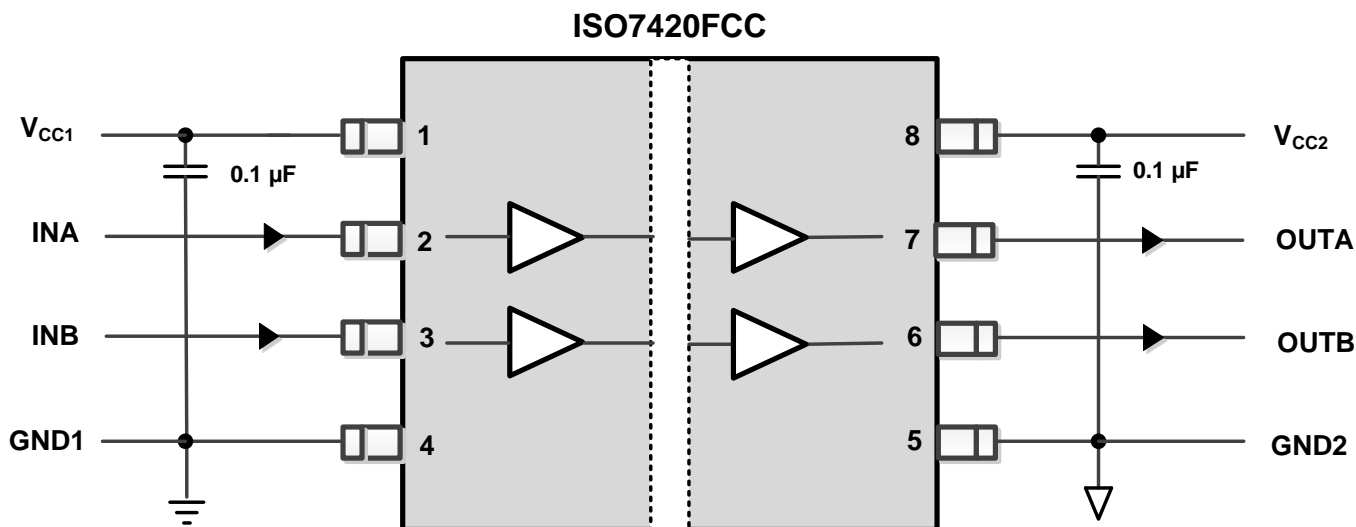 ISO7420FCC
VCC1
1
8
VCC2
0.1 µF
0.1 µF
INA
2
7
OUTA
INB
3
6
OUTB
GND1
4
5
GND2